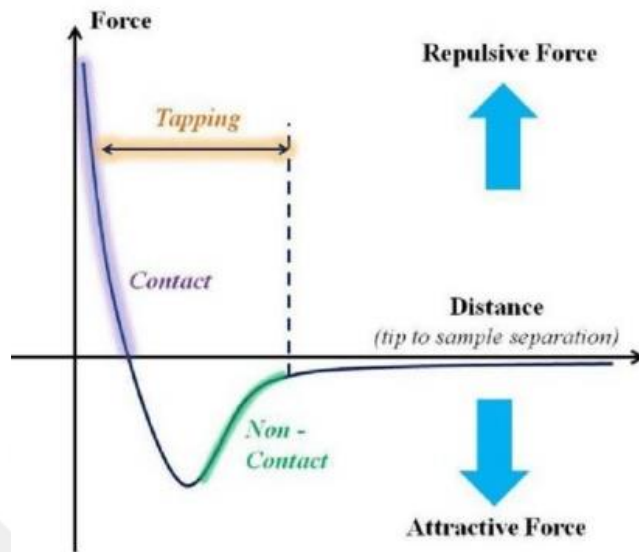 Force
Repulsive Force
Tapping
Contact
Distance
(tip to sample separation)
Non -
Contact
Attractive Force